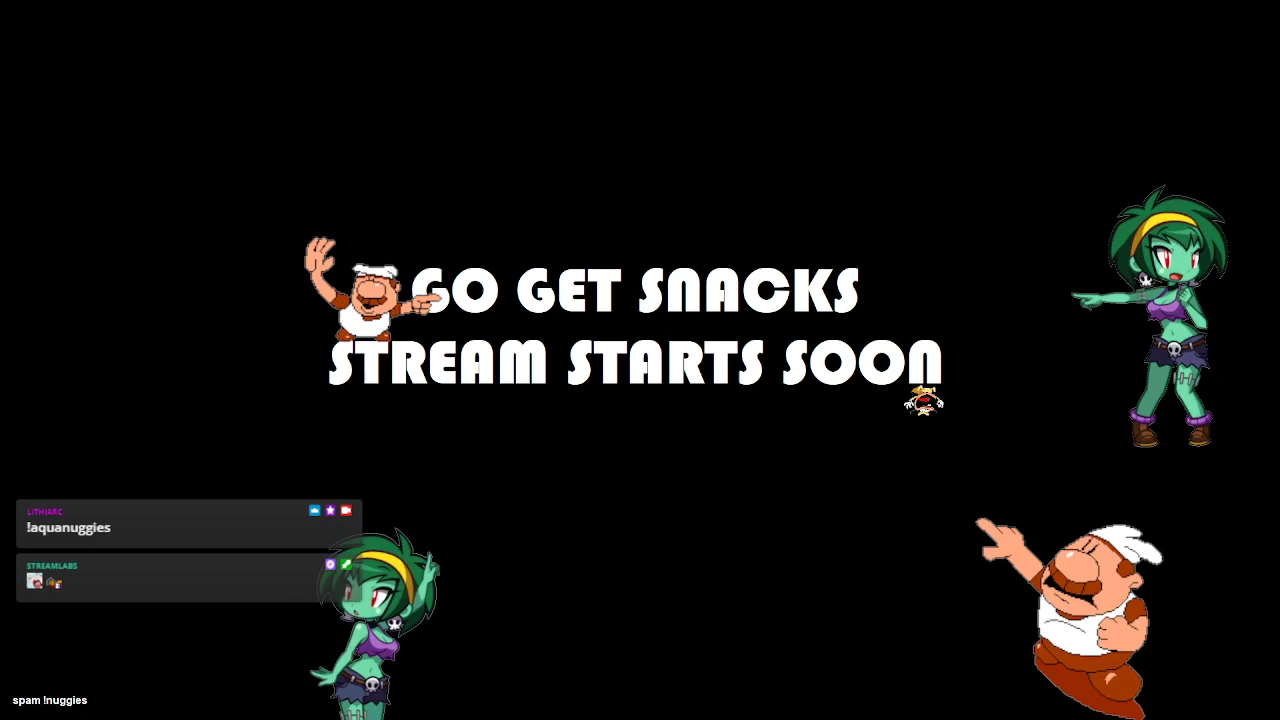 GO GET SNACKS
STREAM STARTS SOON
LITHIARC
!aquanuggies
STREAMLABS
spam !nuggies